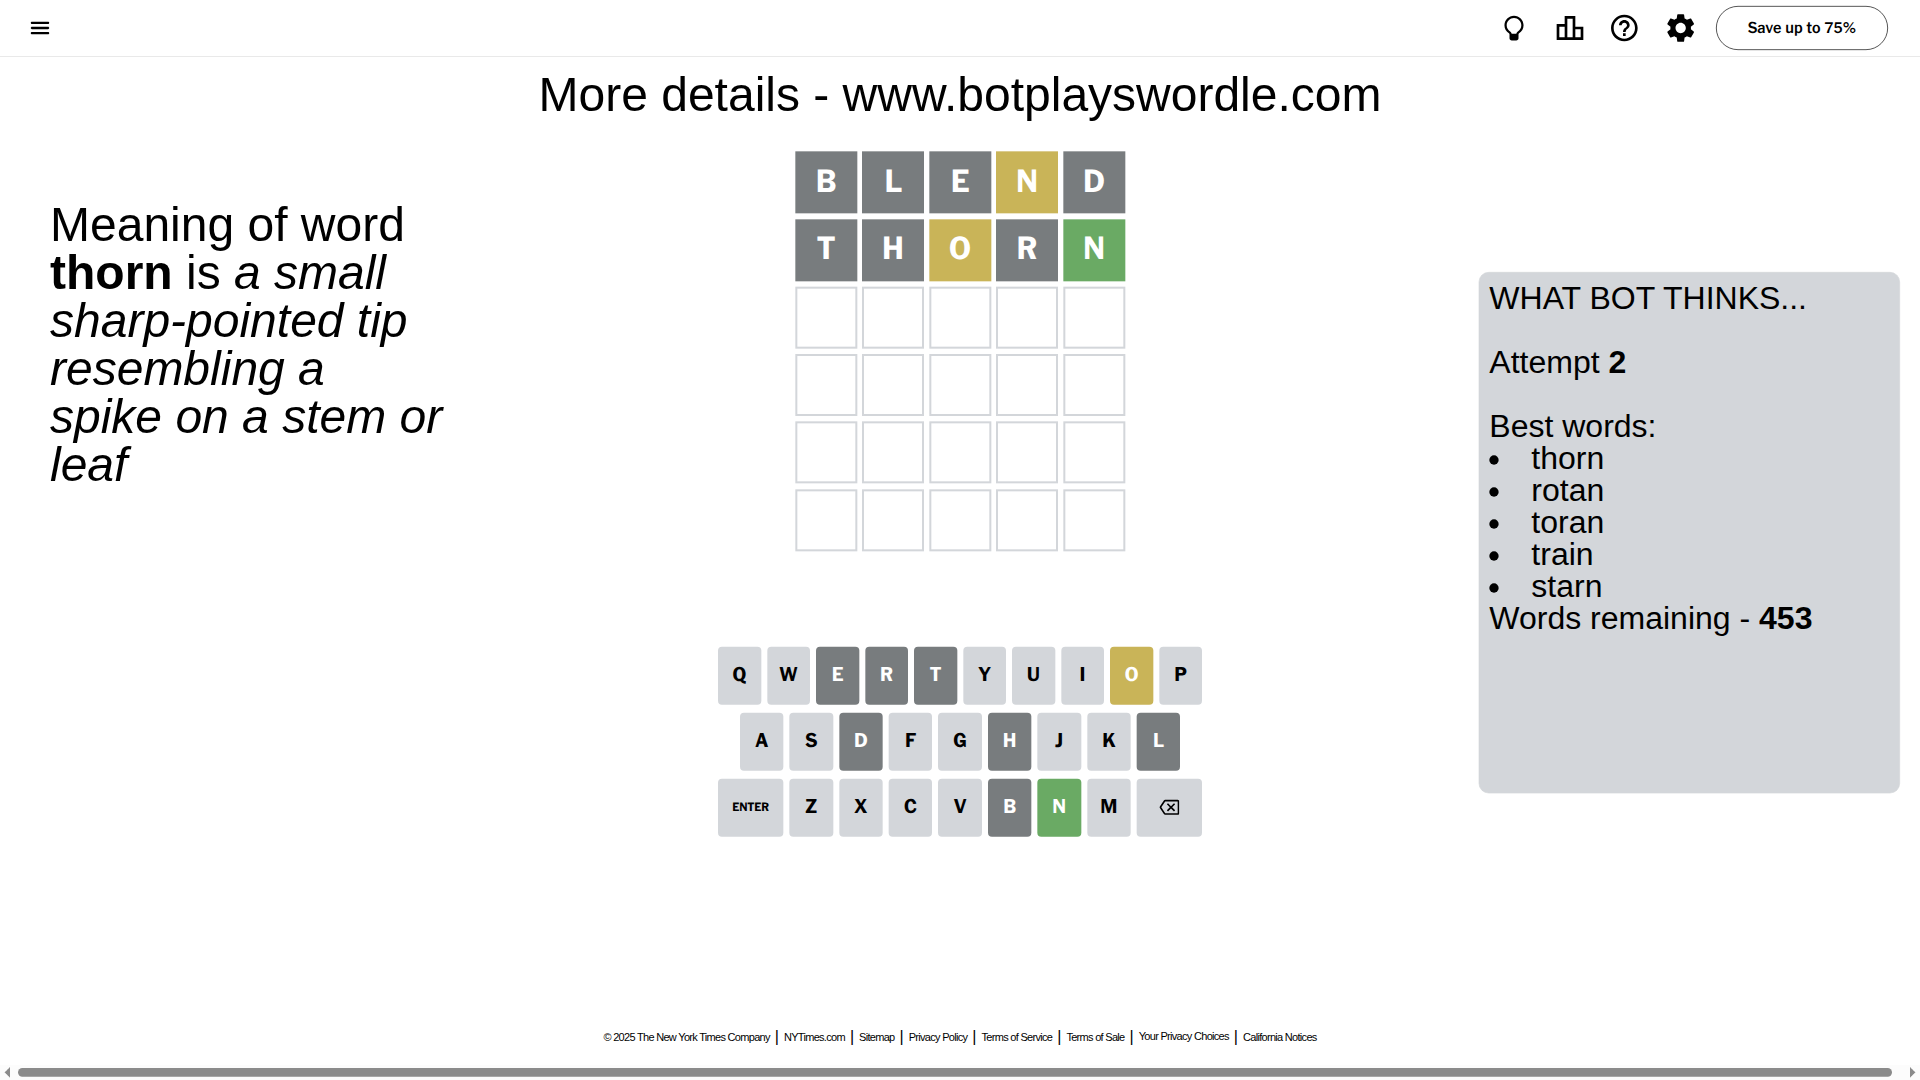 Save up to 75%
More details - www.botplayswordle.com
Meaning of word
thorn is a small
sharp-pointed tip
resembling a
spike on a stem or
leaf
B L E N D
T H O R N
WHAT BOT THINKS...
Attempt 2
Best words:
• thorn
• rotan
• toran
• train
• starn
Words remaining - 453
Q W E R T Y U I O P
A S D F G H J K L
ENTER Z X C V B N M
© 2025 The New York Times Company | NYTimes.com | Sitemap | Privacy Policy | Terms of Service | Terms of Sale | Your Privacy Choices | California Notices